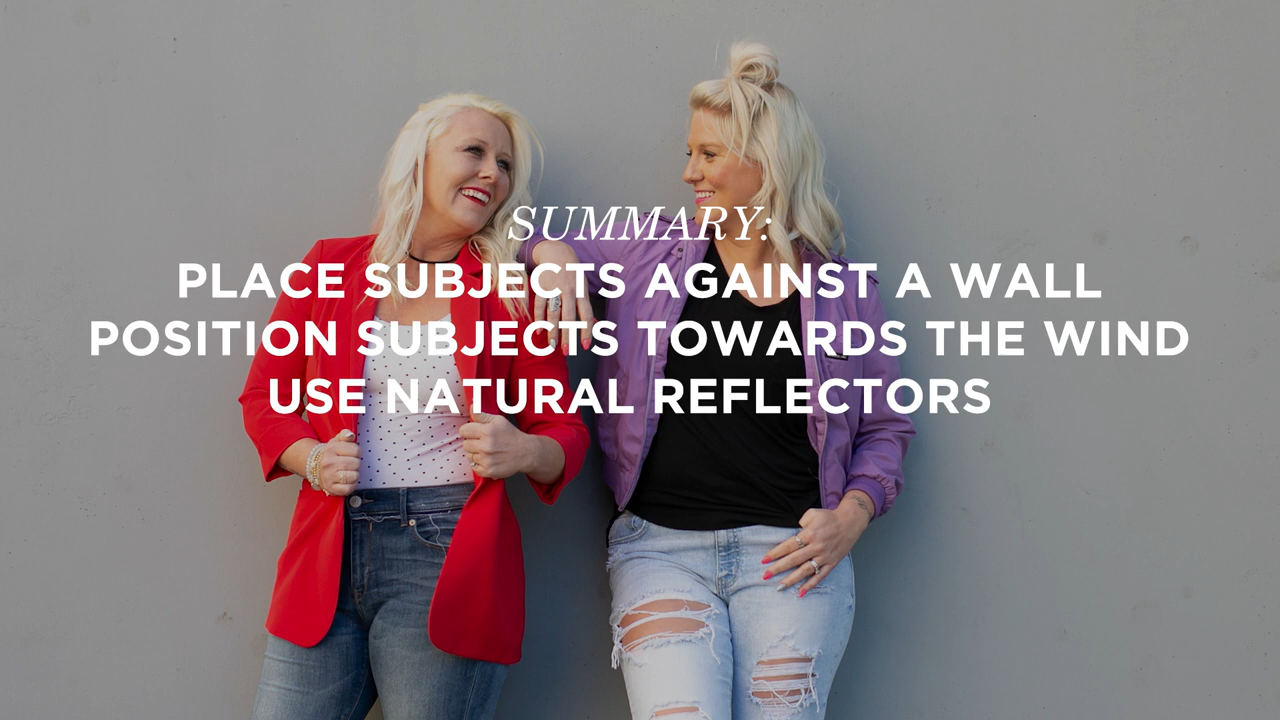 SUMMARY:
PLACE SUBJECTS AGAINST A WALL
POSITION SUBJECTS TOWARDS THE WIND
USE NATURAL REFLECTORS